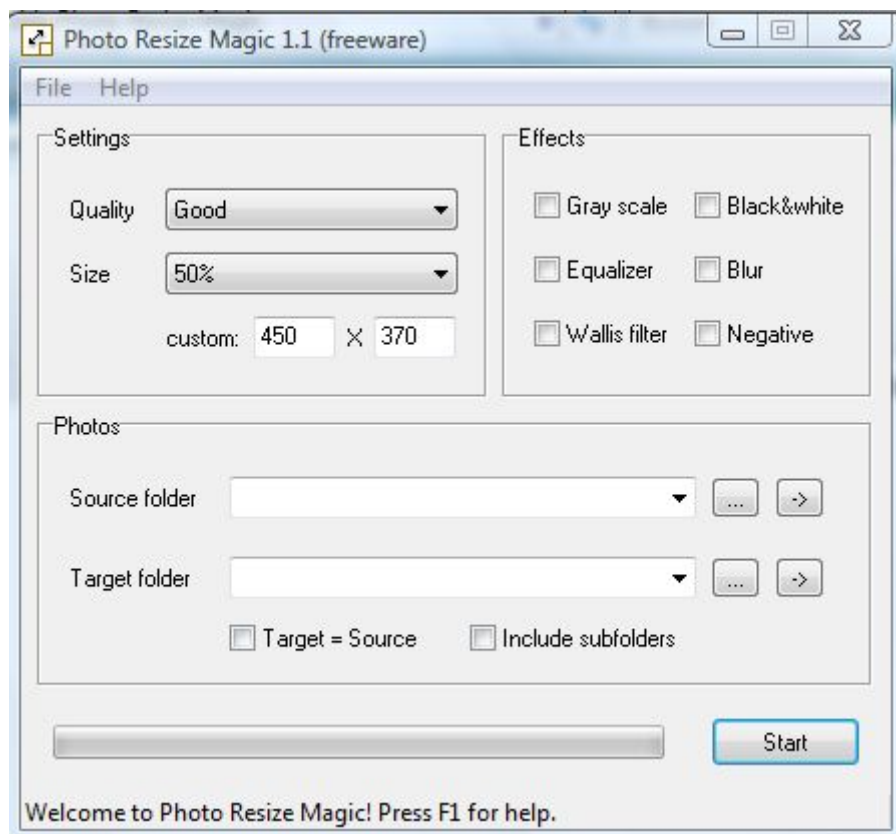 Photo Resize Magic 1.1 (freeware)
File Help
Settings
Quality Good
Size 50%
custom: 450 X 370
Effects
Gray scale Black&white
Equalizer Blur
Wallis filter Negative
Photos
Source folder ... ->
Target folder ... ->
Target = Source Include subfolders
Start
Welcome to Photo Resize Magic! Press F1 for help.